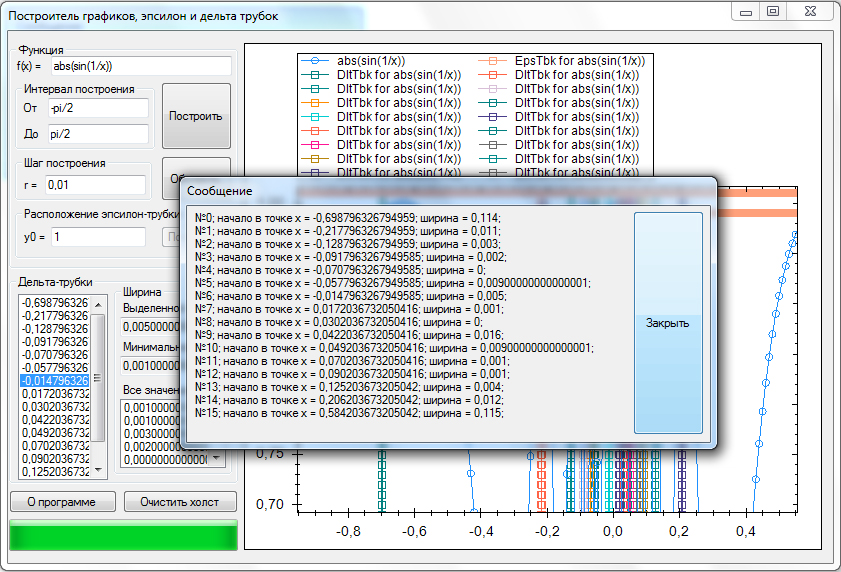 Построитель графиков, эпсилон и дельта трубок
Функция
f(x) = abs(sin(1/x))
Интервал построения
От -pi/2
До pi/2
Построить
Шаг построения
r = 0,01
Расположение эпсилон-трубки
y0 = 1
Дельта-трубки
-0,6987963267
-0,2177963267
-0,1287963267
-0,091796326
-0,070796326
-0,057796326
-0,014796326
0,0172036732
0,0302036732
0,0422036732
0,0492036732
0,0702036732
0,0902036732
0,1252036732
Ширина
0,00500000
0,00100000
0,001000000
0,001000000
0,003000000
0,002000000
0,000000000000
О программе
Очистить холст
abs(sin(1/x)) EpsTbk for abs(sin(1/x))
DltTbk for abs(sin(1/x)) DltTbk for abs(sin(1/x))
DltTbk for abs(sin(1/x)) DltTbk for abs(sin(1/x))
DltTbk for abs(sin(1/x)) DltTbk for abs(sin(1/x))
DltTbk for abs(sin(1/x)) DltTbk for abs(sin(1/x))
DltTbk for abs(sin(1/x)) DltTbk for abs(sin(1/x))
DltTbk for abs(sin(1/x)) DltTbk for abs(sin(1/x))
DltTbk for abs(sin(1/x)) DltTbk for abs(sin(1/x))
DltTbk for abs(sin(1/x)) DltTbk for abs(sin(1/x))
Сообщение
№0; начало в точке x = -0,698796326794959; ширина = 0,114;
№1; начало в точке x = -0,217796326794959; ширина = 0,011;
№2; начало в точке x = -0,128796326794959; ширина = 0,003;
№3; начало в точке x = -0,0917963267949585; ширина = 0,002;
№4; начало в точке x = -0,0707963267949585; ширина = 0;
№5; начало в точке x = -0,0577963267949585; ширина = 0,00900000000000001;
№6; начало в точке x = -0,0147963267949585; ширина = 0,005;
№7; начало в точке x = 0,0172036732050416; ширина = 0,001;
№8; начало в точке x = 0,0302036732050416; ширина = 0;
№9; начало в точке x = 0,0422036732050416; ширина = 0,016;
№10; начало в точке x = 0,0492036732050416; ширина = 0,00900000000000001;
№11; начало в точке x = 0,0702036732050416; ширина = 0,001;
№12; начало в точке x = 0,0902036732050416; ширина = 0,001;
№13; начало в точке x = 0,125203673205042; ширина = 0,004;
№14; начало в точке x = 0,206203673205042; ширина = 0,012;
№15; начало в точке x = 0,584203673205042; ширина = 0,115;
Закрыть
0,75
0,70
-0,8 -0,6 -0,4 -0,2 0,0 0,2 0,4